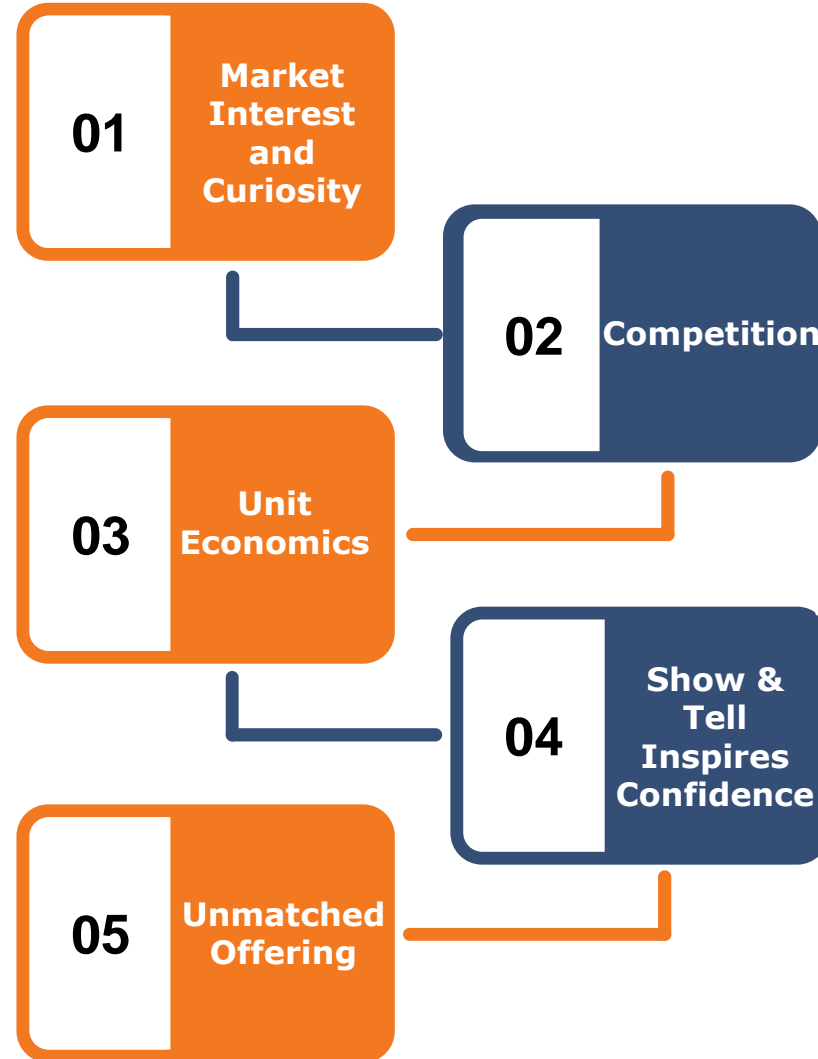 01
Market
Interest
and
Curiosity
02
Competition
03
Unit
Economics
04
Show &
Tell
Inspires
Confidence
05
Unmatched
Offering